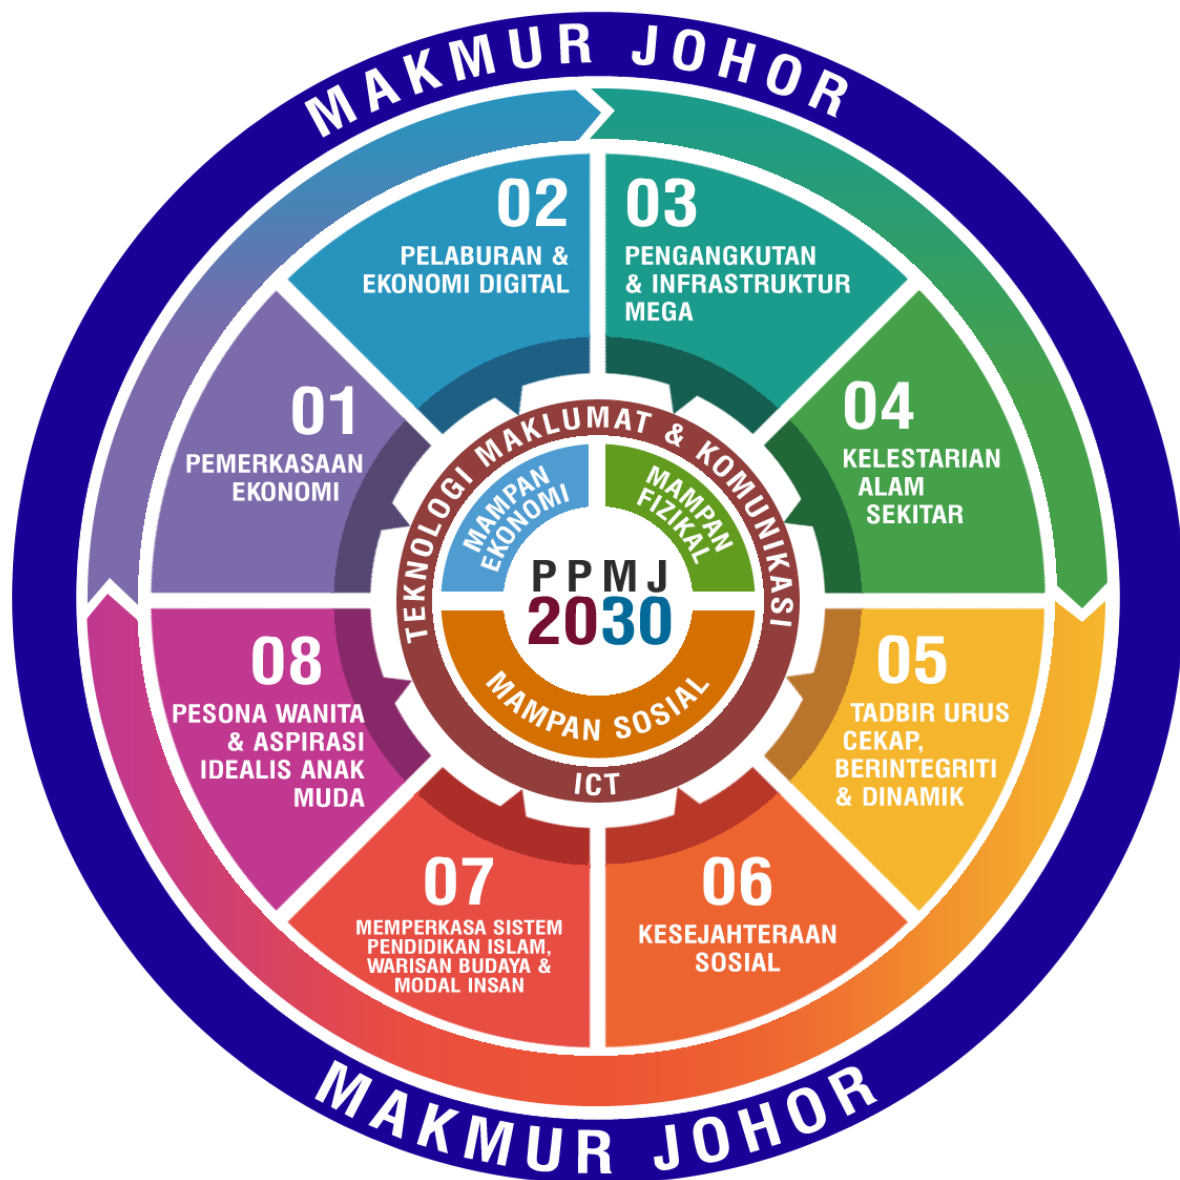 MAKMUR JOHOR
02
PELABURAN &
EKONOMI DIGITAL
03
PENGANGKUTAN
& INFRASTRUKTUR
MEGA
01
PEMERKASAAN
EKONOMI
04
KELESTARIAN
ALAM
SEKITAR
TEKNOLOGI MAKLUMAT & KOMUNIKASI
MAMPAN
EKONOMI
MAMPAN
FIZIKAL
PPMJ
2030
MAMPAN SOSIAL
ICT
08
PESONA WANITA
& ASPIRASI
IDEALIS ANAK
MUDA
05
TADBIR URUS
CEKAP,
BERINTEGRITI
& DINAMIK
07
MEMPERKASA SISTEM
PENDIDIKAN ISLAM,
WARISAN BUDAYA &
MODAL INSAN
06
KESEJAHTERAAN
SOSIAL
MAKMUR JOHOR